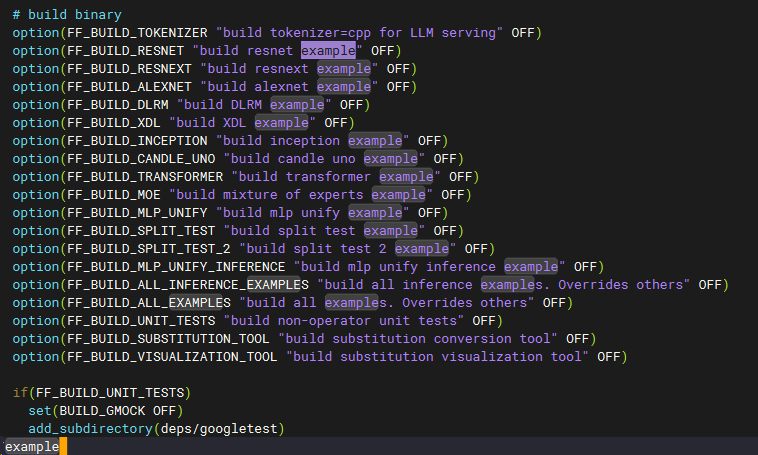 # build binary
option(FF_BUILD_TOKENIZER "build tokenizer=cpp for LLM serving" OFF)
option(FF_BUILD_RESNET "build resnet example" OFF)
option(FF_BUILD_RESNEXT "build resnext example" OFF)
option(FF_BUILD_ALEXNET "build alexnet example" OFF)
option(FF_BUILD_DLRM "build DLRM example" OFF)
option(FF_BUILD_XDL "build XDL example" OFF)
option(FF_BUILD_INCEPTION "build inception example" OFF)
option(FF_BUILD_CANDLE_UNO "build candle uno example" OFF)
option(FF_BUILD_TRANSFORMER "build transformer example" OFF)
option(FF_BUILD_MOE "build mixture of experts example" OFF)
option(FF_BUILD_MLP_UNIFY "build mlp unify example" OFF)
option(FF_BUILD_SPLIT_TEST "build split test example" OFF)
option(FF_BUILD_SPLIT_TEST_2 "build split test 2 example" OFF)
option(FF_BUILD_MLP_UNIFY_INFERENCE "build mlp unify inference example" OFF)
option(FF_BUILD_ALL_INFERENCE_EXAMPLES "build all inference examples. Overrides others" OFF)
option(FF_BUILD_ALL_EXAMPLES "build all examples. Overrides others" OFF)
option(FF_BUILD_UNIT_TESTS "build non-operator unit tests" OFF)
option(FF_BUILD_SUBSTITUTION_TOOL "build substitution conversion tool" OFF)
option(FF_BUILD_VISUALIZATION_TOOL "build substitution visualization tool" OFF)
if(FF_BUILD_UNIT_TESTS)
set(BUILD_GMOCK OFF)
add_subdirectory(deps/googletest)
example